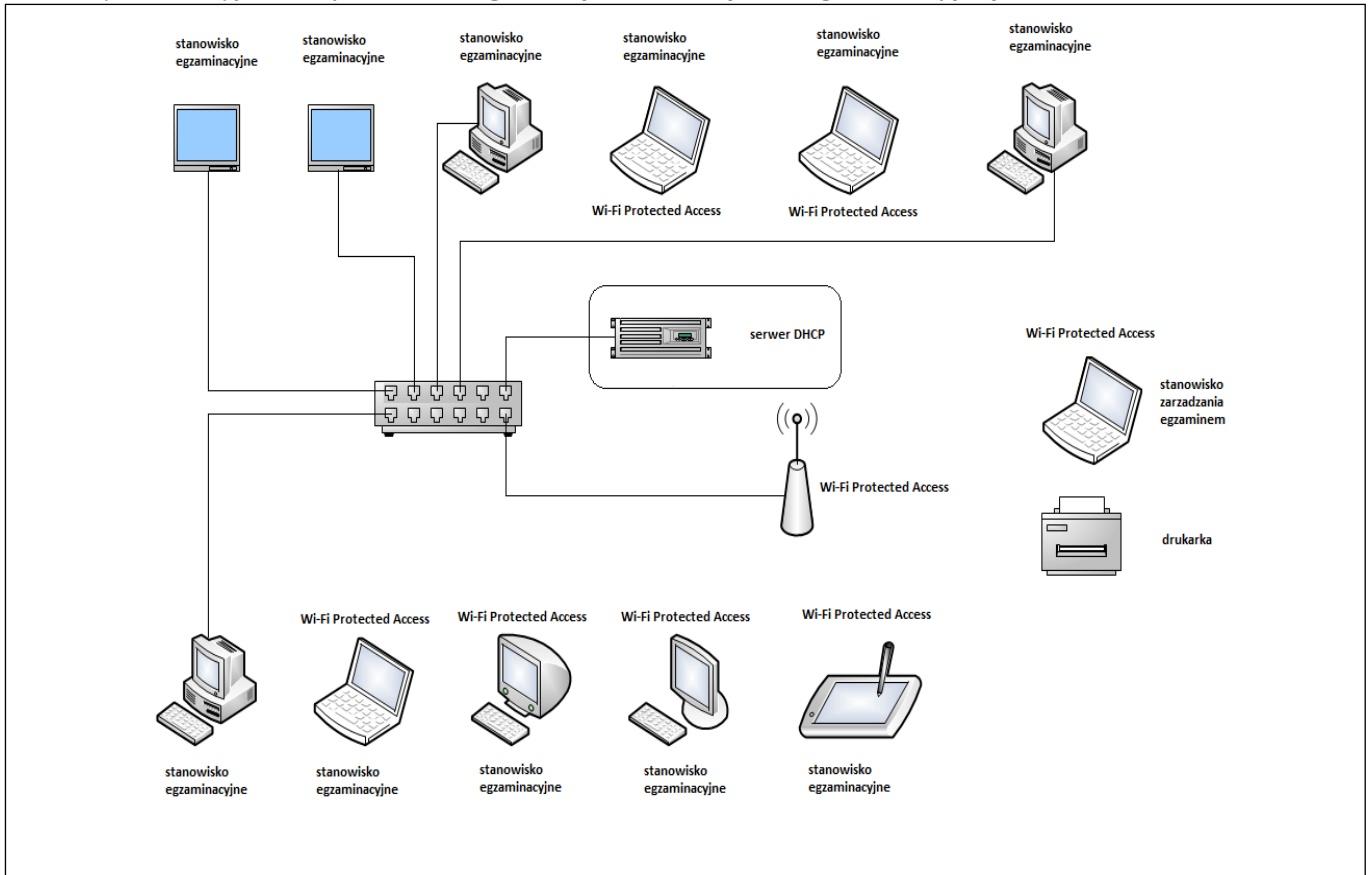 stanowisko
egzaminacyjne
stanowisko
egzaminacyjne
stanowisko
egzaminacyjne
stanowisko
egzaminacyjne
stanowisko
egzaminacyjne
stanowisko
egzaminacyjne
Wi-Fi Protected Access
Wi-Fi Protected Access
serwer DHCP
Wi-Fi Protected Access
stanowisko
zarzadzania
egzaminem
Wi-Fi Protected Access
drukarka
Wi-Fi Protected Access
Wi-Fi Protected Access
Wi-Fi Protected Access
Wi-Fi Protected Access
stanowisko
egzaminacyjne
stanowisko
egzaminacyjne
stanowisko
egzaminacyjne
stanowisko
egzaminacyjne
stanowisko
egzaminacyjne